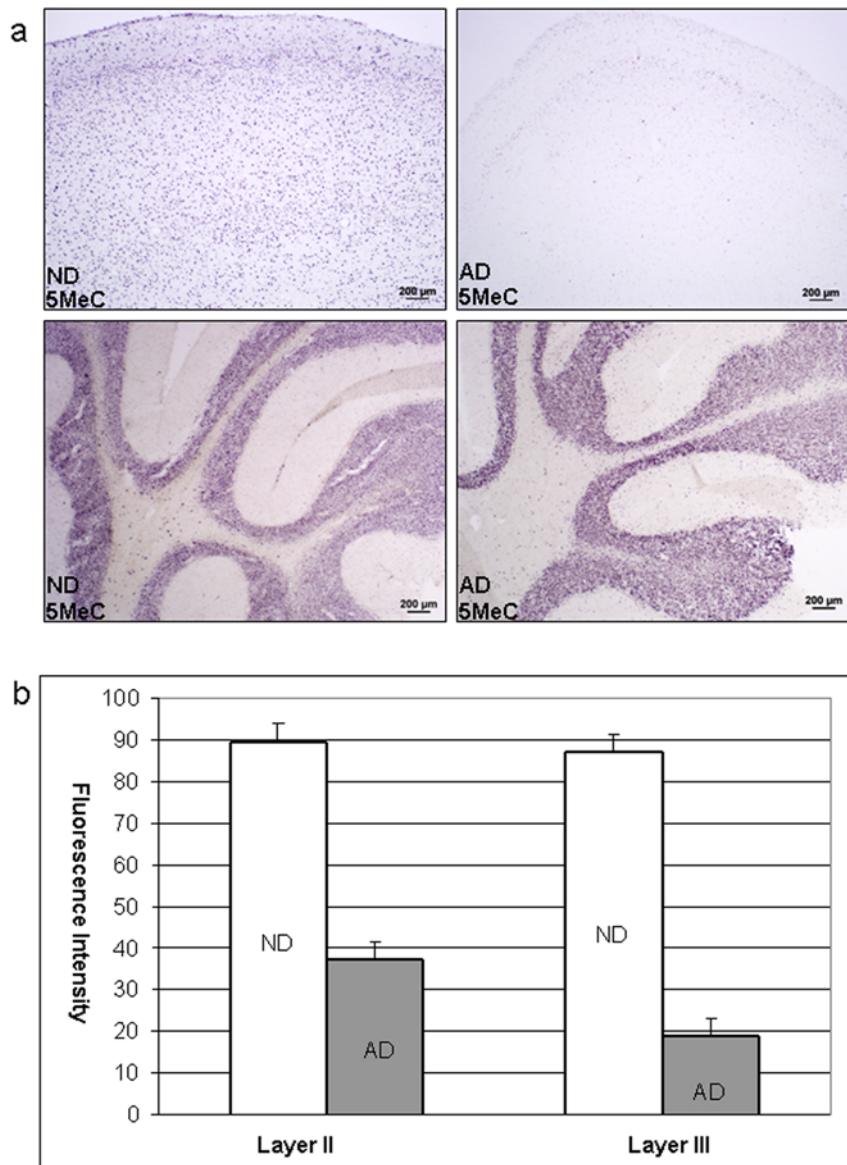 a
ND
5MeC
200 µm
AD
5MeC
200 µm
ND
5MeC
200 µm
AD
5MeC
200 µm
b
Fluorescence Intensity
100
90
80
70
60
50
40
30
20
10
0
ND
AD
ND
AD
Layer II
Layer III